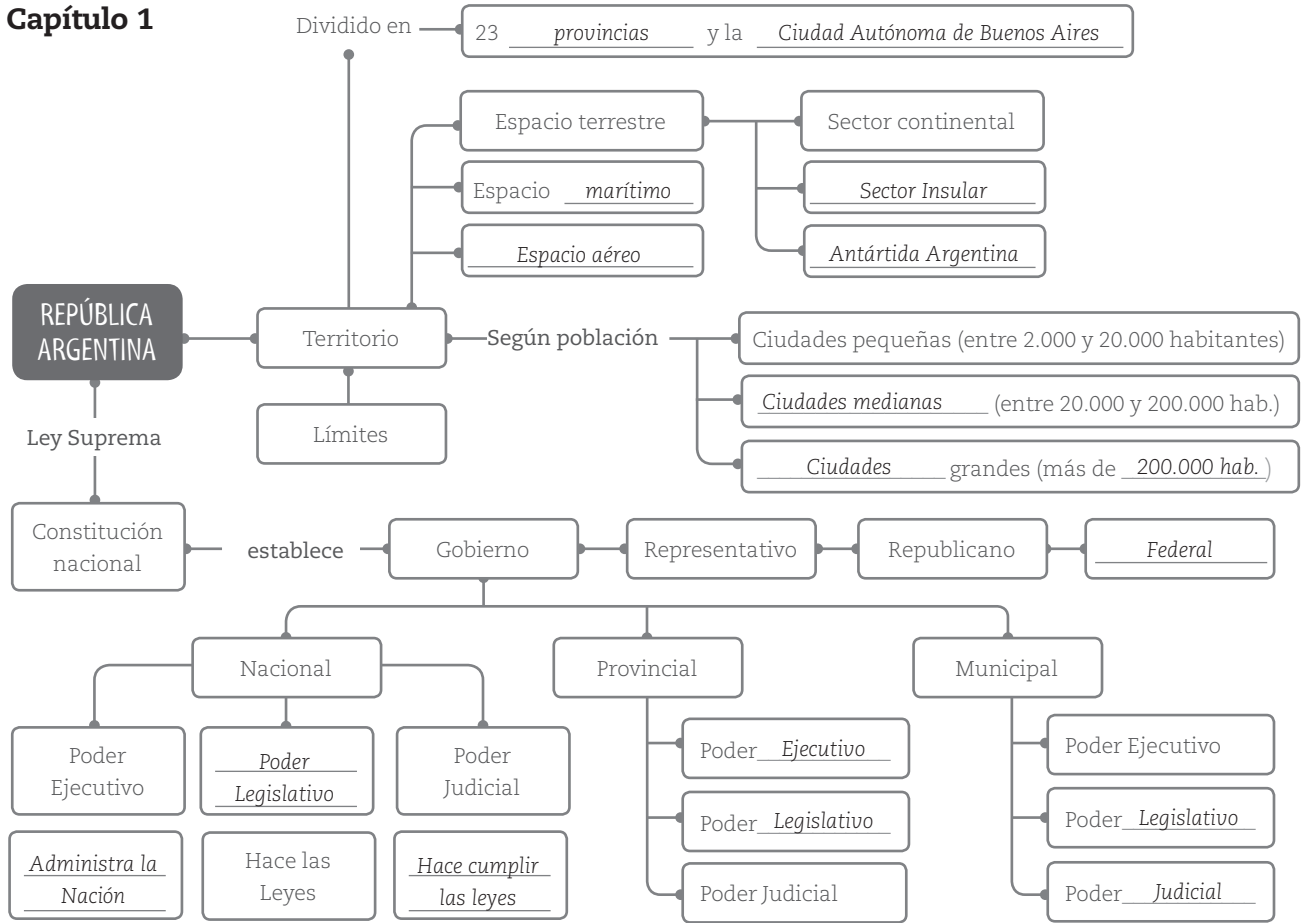 Capítulo 1
Dividido en
23 provincias y la Ciudad Autónoma de Buenos Aires
Espacio terrestre
Sector continental
Espacio marítimo
Sector Insular
Espacio aéreo
Antártida Argentina
REPÚBLICA
ARGENTINA
Territorio
Según población
Ciudades pequeñas (entre 2.000 y 20.000 habitantes)
Ciudades medianas (entre 20.000 y 200.000 hab.)
Ciudades grandes (más de 200.000 hab.)
Límites
Ley Suprema
Constitución
nacional
establece
Gobierno
Representativo
Republicano
Federal
Nacional
Provincial
Municipal
Poder
Ejecutivo
Poder
Legislativo
Poder
Judicial
Administra la
Nación
Hace las
Leyes
Hace cumplir
las leyes
Poder Ejecutivo
Poder Legislativo
Poder Judicial
Poder Ejecutivo
Poder Legislativo
Poder Judicial